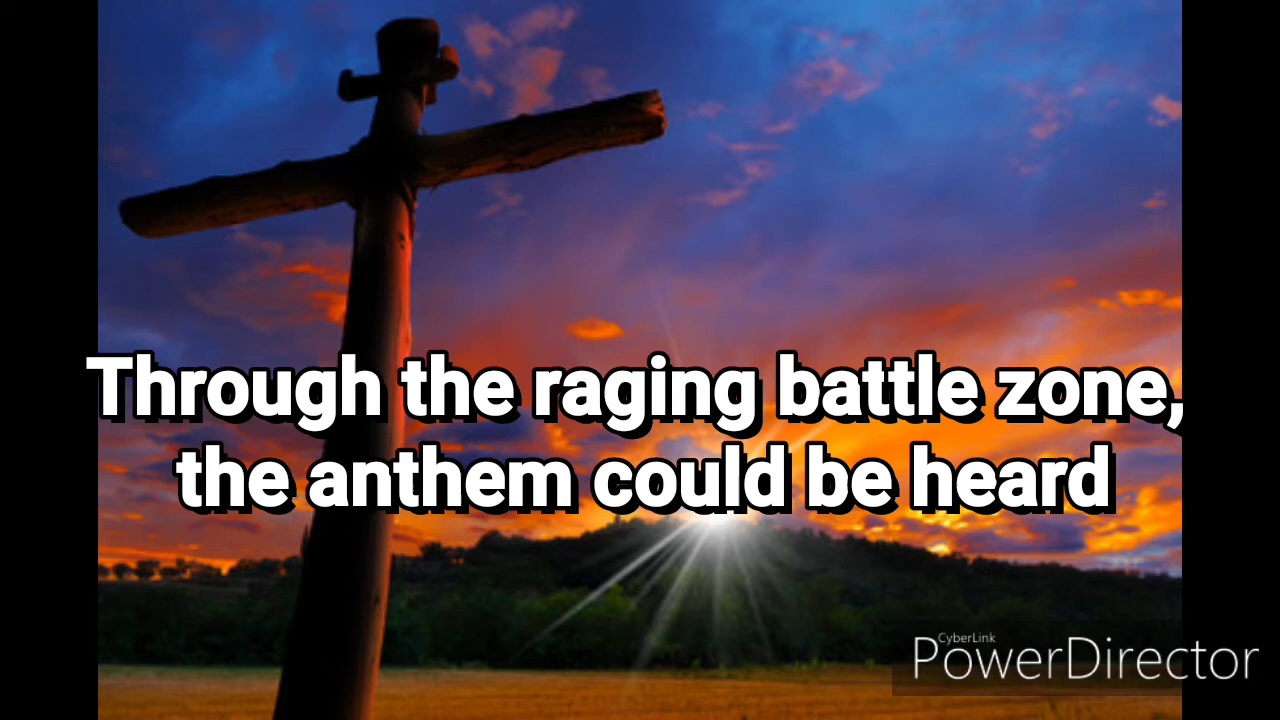 Through the raging battle zone,
the anthem could be heard
CyberLink
PowerDirector